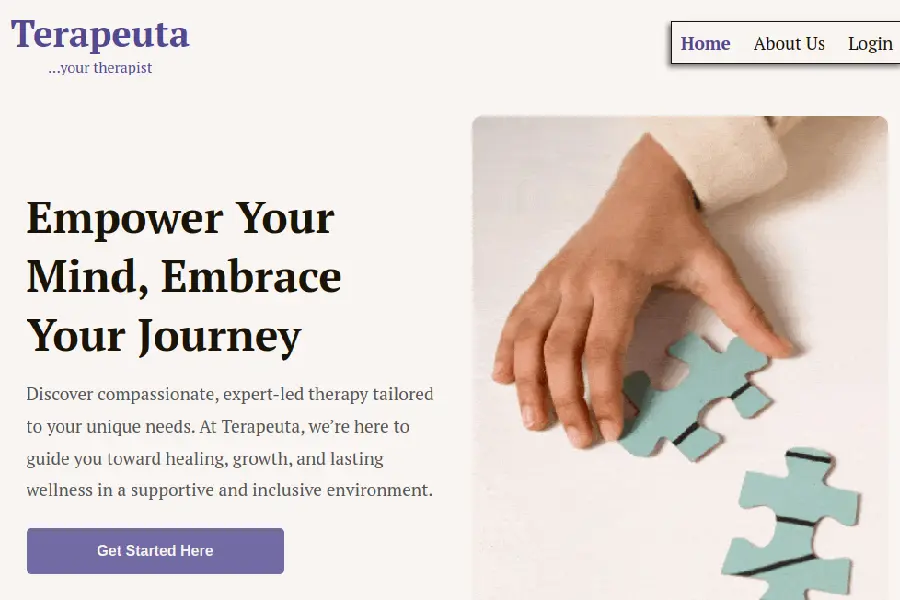 Terapeuta
...your therapist
Home About Us Login
Empower Your
Mind, Embrace
Your Journey
Discover compassionate, expert-led therapy tailored
to your unique needs. At Terapeuta, we’re here to
guide you toward healing, growth, and lasting
wellness in a supportive and inclusive environment.
Get Started Here